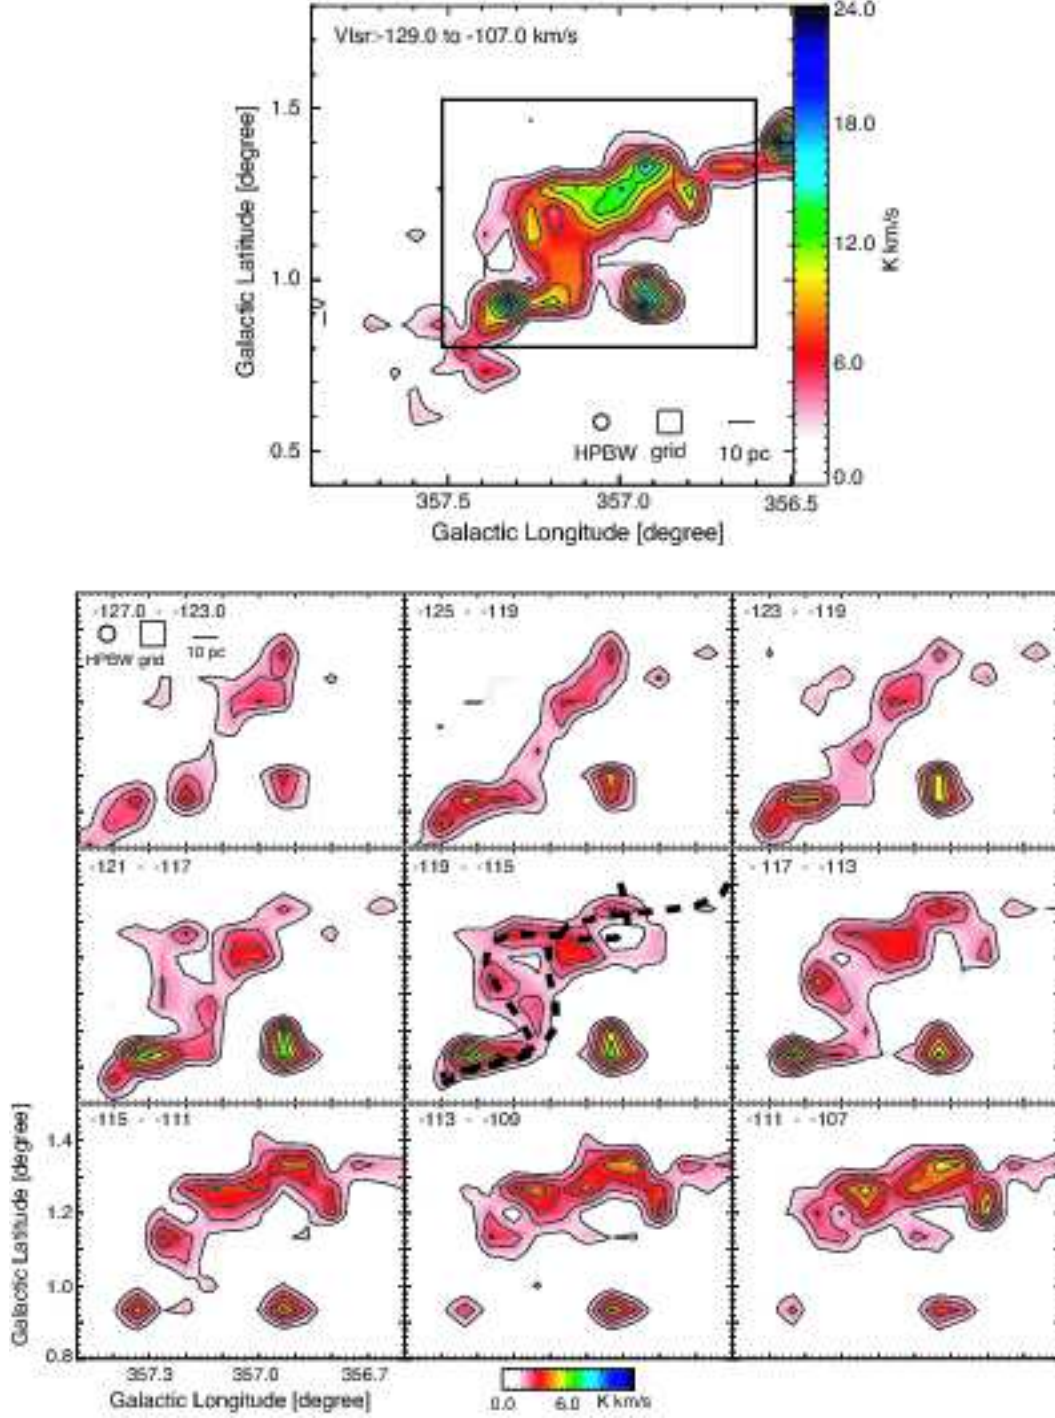 Vlsr:-129.0 to -107.0 km/s
24.0
18.0
12.0
6.0
0.0
K km/s
Galactic Latitude [degree]
1.5
1.0
0.5
HPBW grid 10 pc
357.5 357.0 356.5
Galactic Longitude [degree]
-127.0 - -123.0
HPBW grid 10 pc
-125 - -119
-123 - -119
-121 - -117
-119 - -115
-117 - -113
-115 - -111
-113 - -109
-111 - -107
Galactic Latitude [degree]
1.4
1.2
1.0
0.8
357.3 357.0 356.7
Galactic Longitude [degree]
0.0 6.0 K km/s